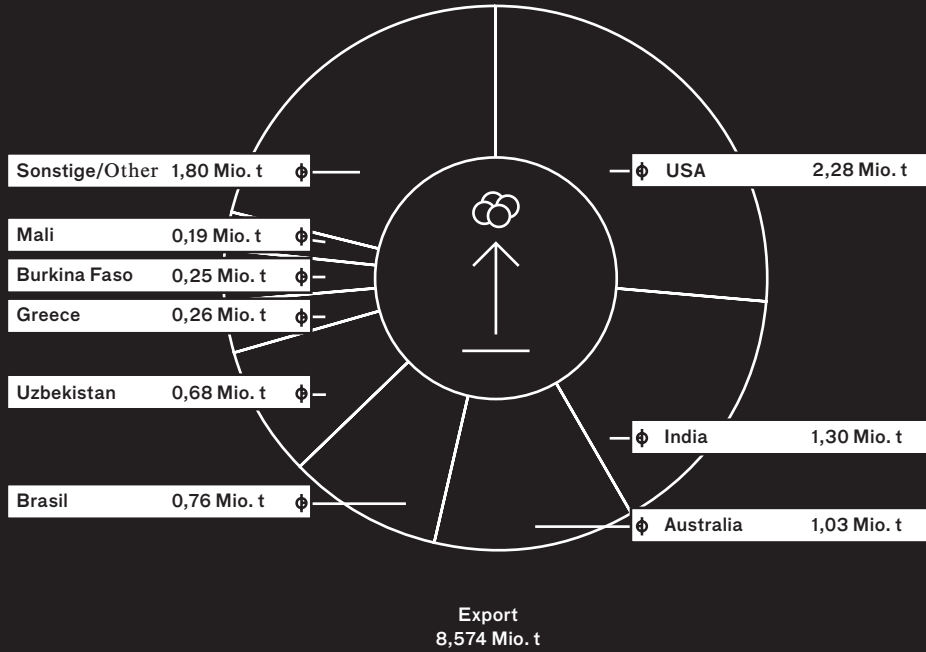 Sonstige/Other 1,80 Mio. t
Mali 0,19 Mio. t
Burkina Faso 0,25 Mio. t
Greece 0,26 Mio. t
Uzbekistan 0,68 Mio. t
Brasil 0,76 Mio. t
USA 2,28 Mio. t
India 1,30 Mio. t
Australia 1,03 Mio. t
Export
8,574 Mio. t